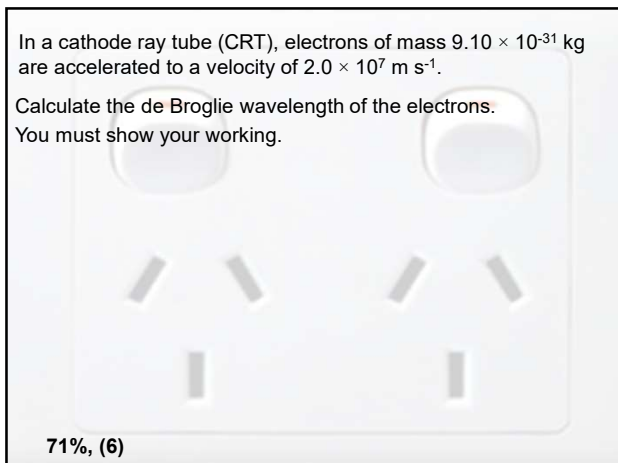 In a cathode ray tube (CRT), electrons of mass 9.10 × 10⁻³¹ kg
are accelerated to a velocity of 2.0 × 10⁷ m s⁻¹.
Calculate the de Broglie wavelength of the electrons.
You must show your working.
71%, (6)